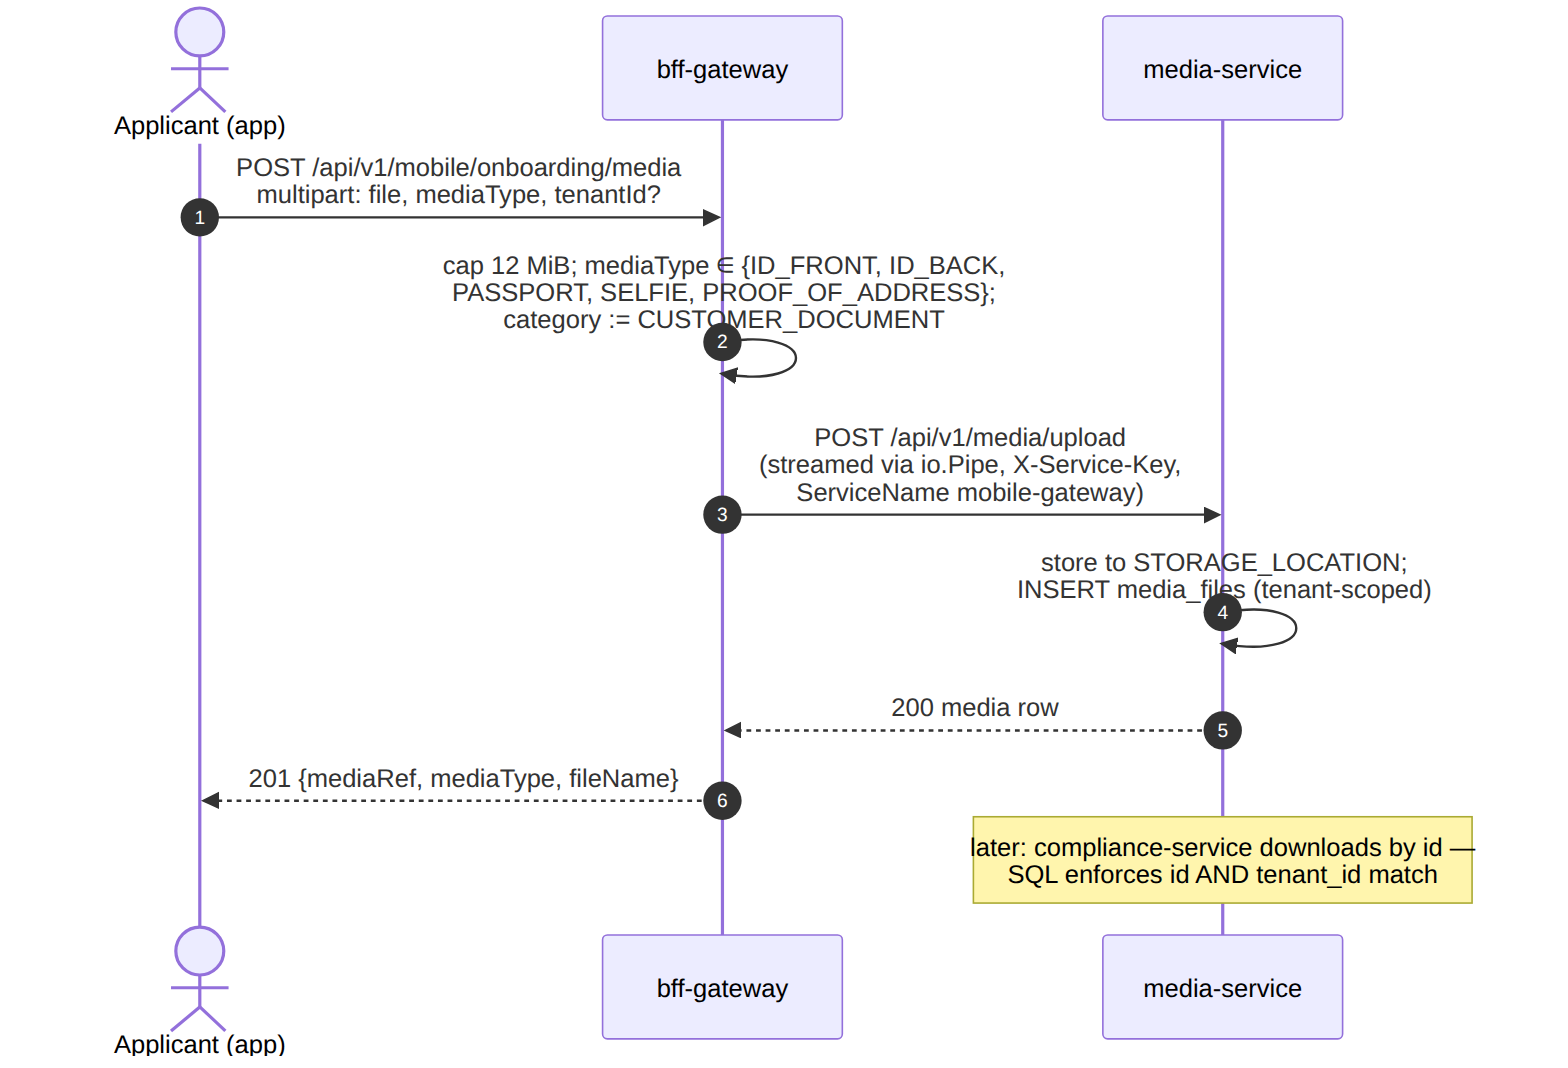 bff-gateway
media-service
Applicant (app)
POST /api/v1/mobile/onboarding/media
multipart: file, mediaType, tenantId?
1
cap 12 MiB; mediaType ∈ {ID_FRONT, ID_BACK,
PASSPORT, SELFIE, PROOF_OF_ADDRESS};
category := CUSTOMER_DOCUMENT
2
POST /api/v1/media/upload
(streamed via io.Pipe, X-Service-Key,
ServiceName mobile-gateway)
3
store to STORAGE_LOCATION;
INSERT media_files (tenant-scoped)
4
200 media row
5
201 {mediaRef, mediaType, fileName}
6
later: compliance-service downloads by id —
SQL enforces id AND tenant_id match
bff-gateway
media-service
Applicant (app)